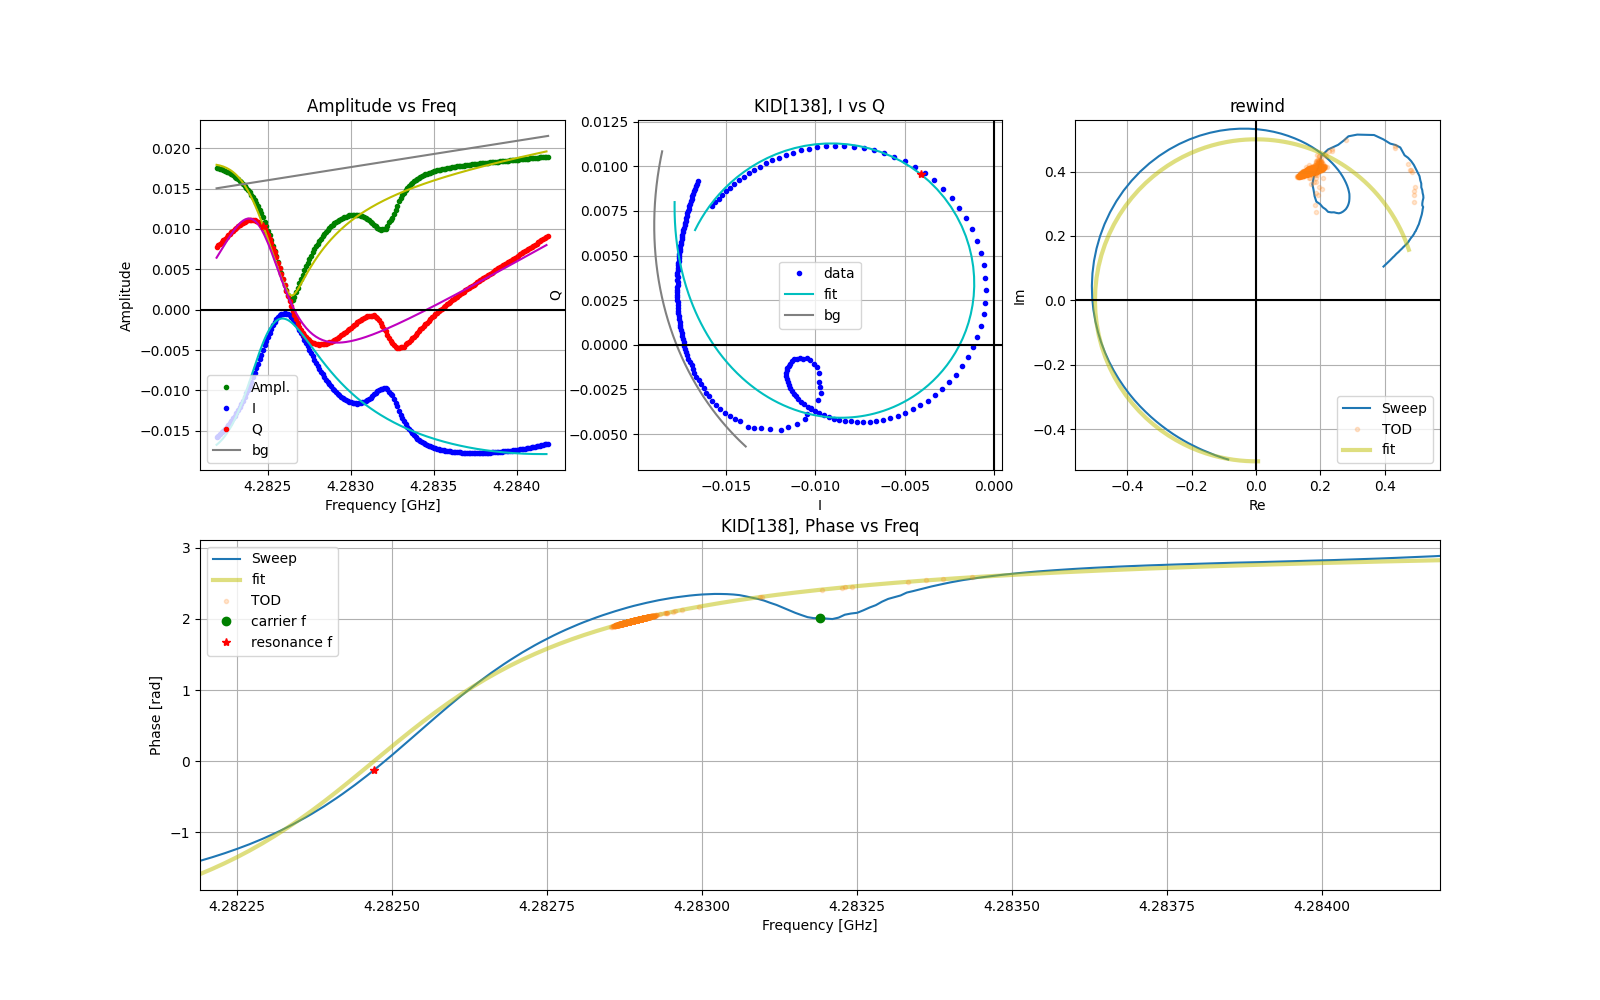 Amplitude vs Freq
KID[138], I vs Q
rewind
0.020
0.015
0.010
0.005
0.000
−0.005
−0.010
−0.015
Amplitude
Ampl.
I
Q
bg
4.2825
4.2830
4.2835
4.2840
Frequency [GHz]
0.0125
0.0100
0.0075
0.0050
0.0025
0.0000
−0.0025
−0.0050
Q
data
fit
bg
−0.015
−0.010
−0.005
0.000
I
0.4
0.2
0.0
−0.2
−0.4
Im
Sweep
TOD
fit
−0.4
−0.2
0.0
0.2
0.4
Re
KID[138], Phase vs Freq
3
2
1
0
−1
Phase [rad]
Sweep
fit
TOD
carrier f
resonance f
4.28225
4.28250
4.28275
4.28300
4.28325
4.28350
4.28375
4.28400
Frequency [GHz]